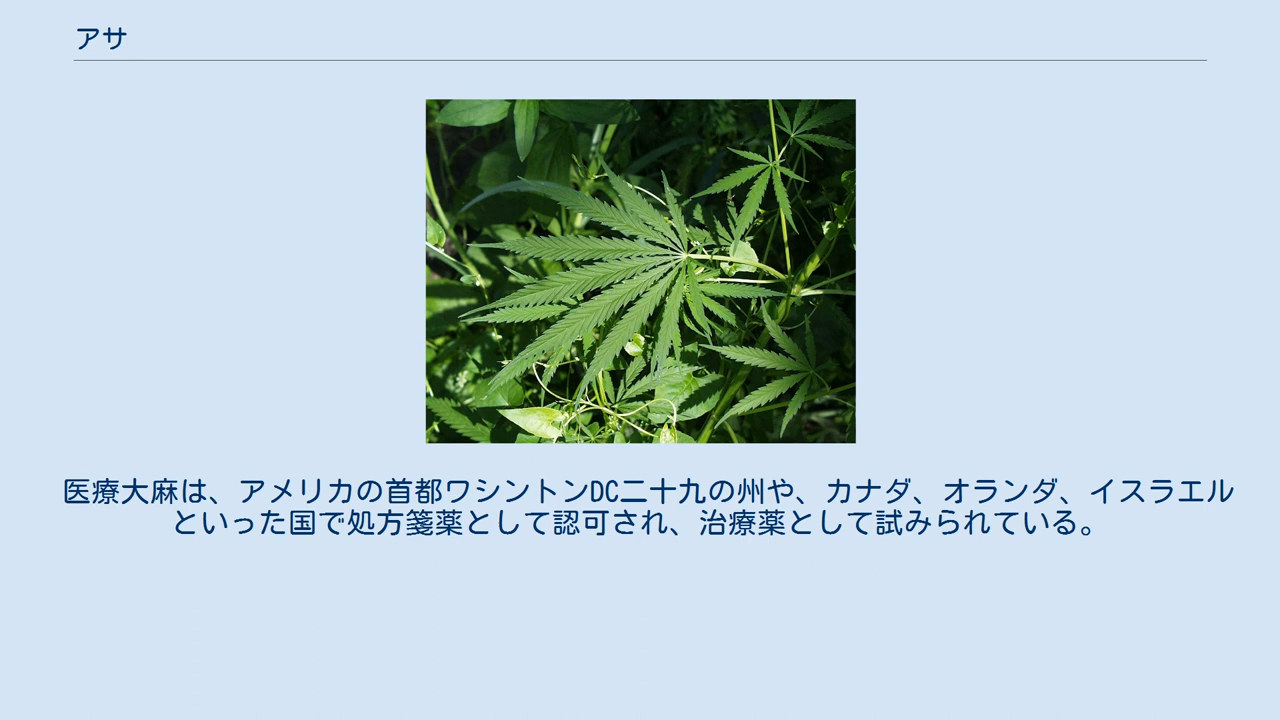 アサ
医療大麻は、アメリカの首都ワシントンDC二十九の州や、カナダ、オランダ、イスラエル
といった国で処方箋薬として認可され、治療薬として試みられている。